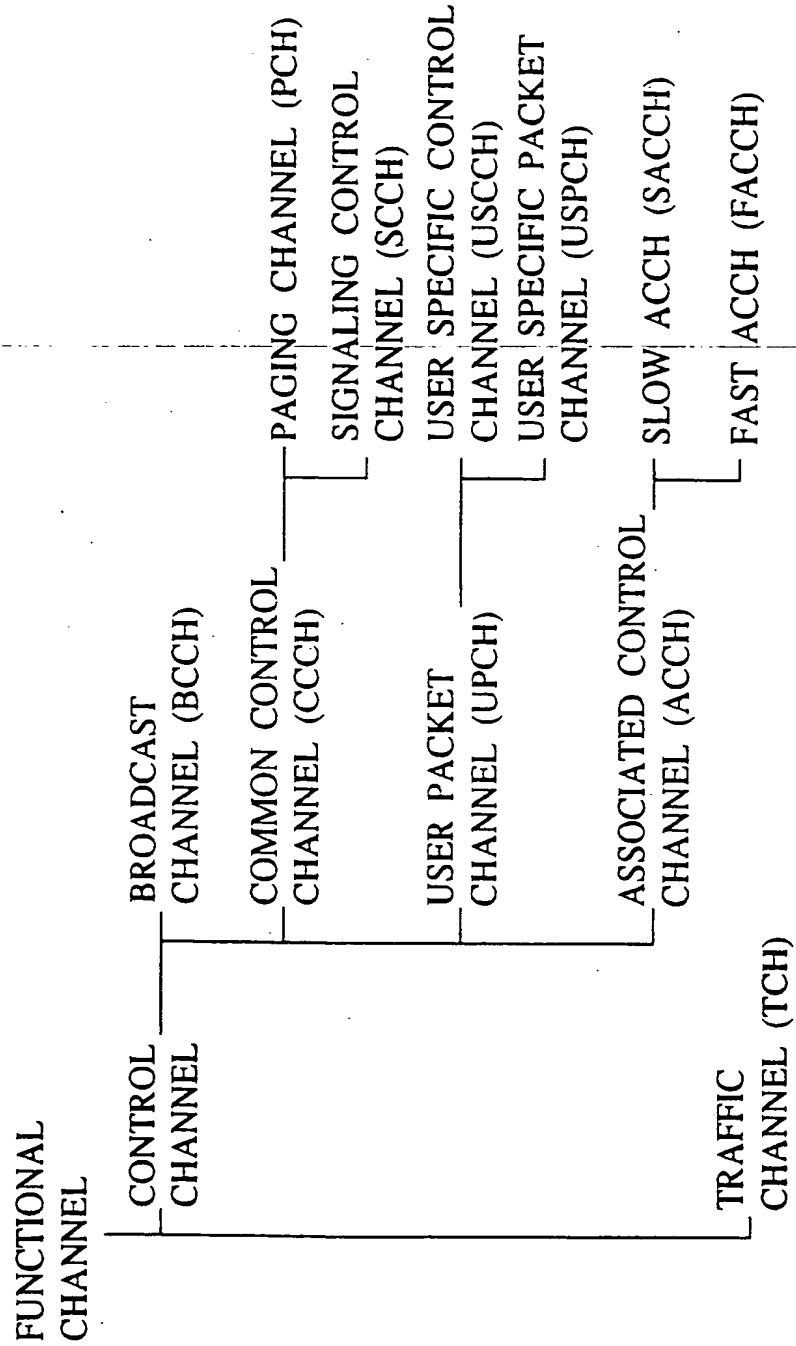 FUNCTIONAL
CHANNEL
CONTROL
CHANNEL
BROADCAST
CHANNEL (BCCH)
COMMON CONTROL
CHANNEL (CCCH)
PAGING CHANNEL (PCH)
SIGNALING CONTROL
CHANNEL (SCCH)
USER PACKET
CHANNEL (UPCH)
USER SPECIFIC CONTROL
CHANNEL (USCCH)
USER SPECIFIC PACKET
CHANNEL (USPCH)
ASSOCIATED CONTROL
CHANNEL (ACCH)
SLOW ACCH (SACCH)
FAST ACCH (FACCH)
TRAFFIC
CHANNEL (TCH)